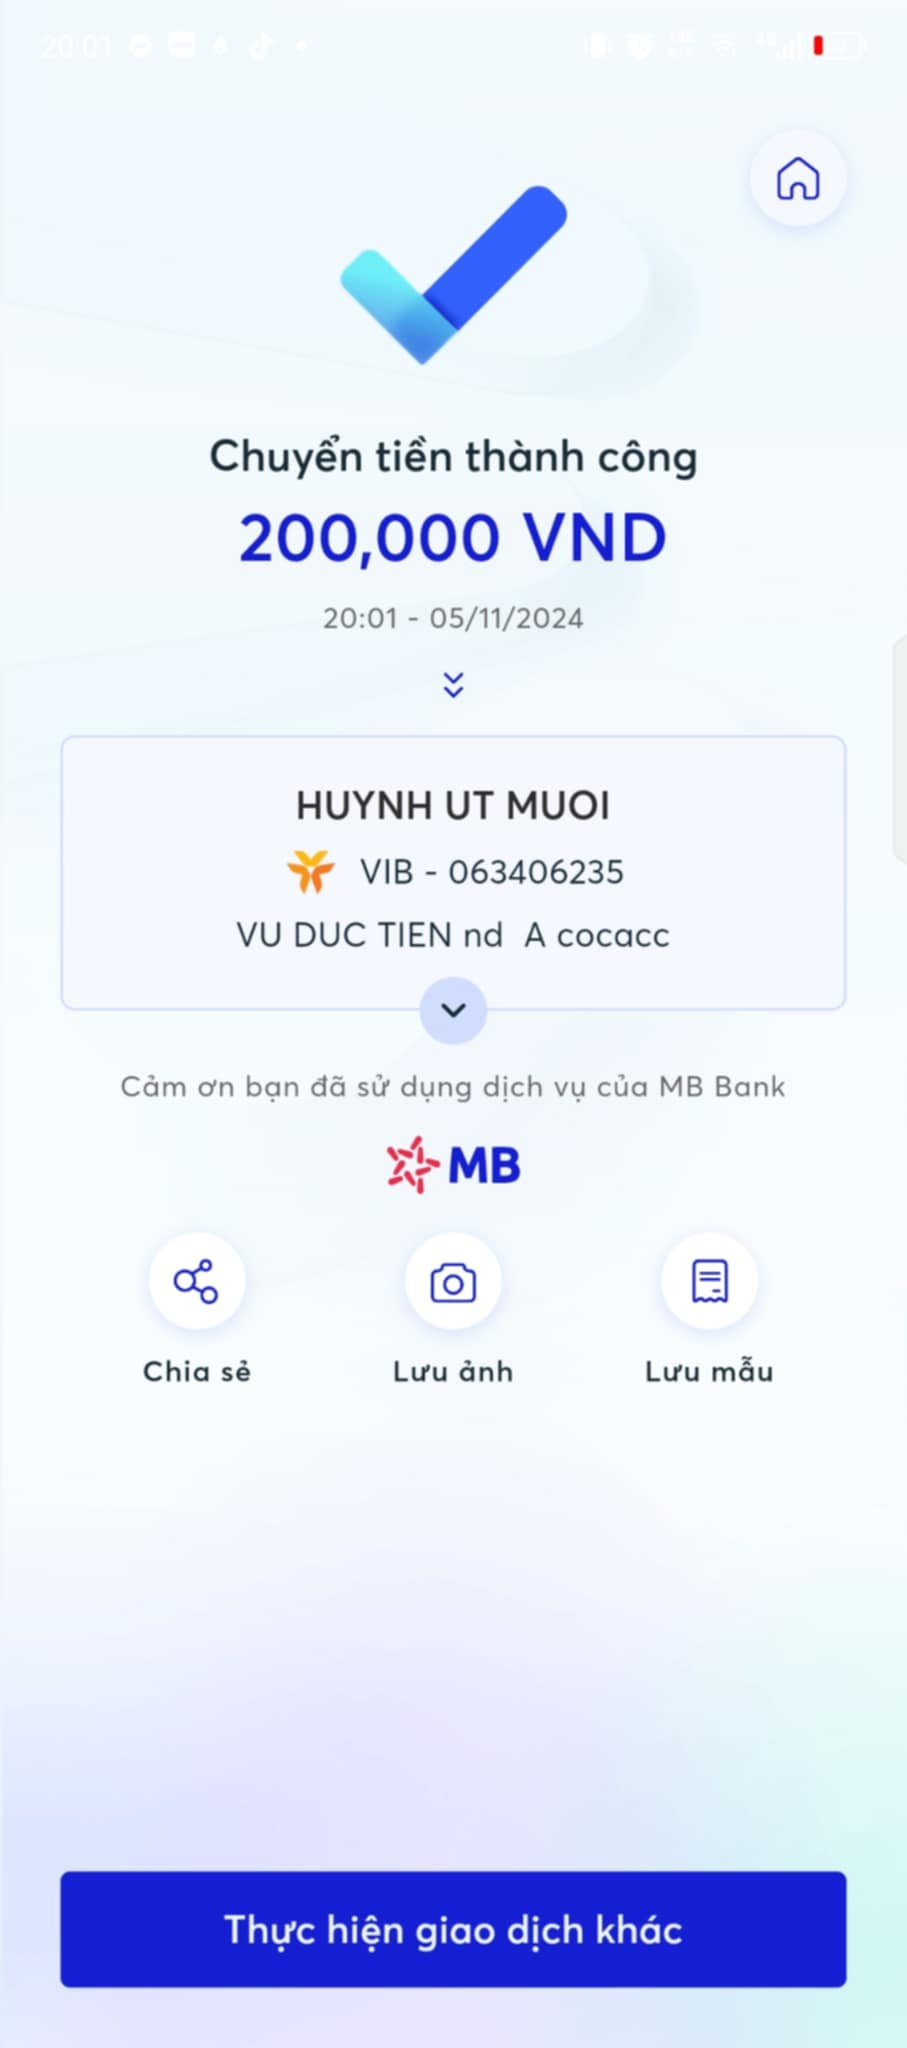 20:01
Chuyển tiền thành công
200,000 VND
20:01 - 05/11/2024
HUYNH UT MUOI
VIB - 063406235
VU DUC TIEN nd A cocacc
Cảm ơn bạn đã sử dụng dịch vụ của MB Bank
MB
Chia sẻ
Lưu ảnh
Lưu mẫu
Thực hiện giao dịch khác